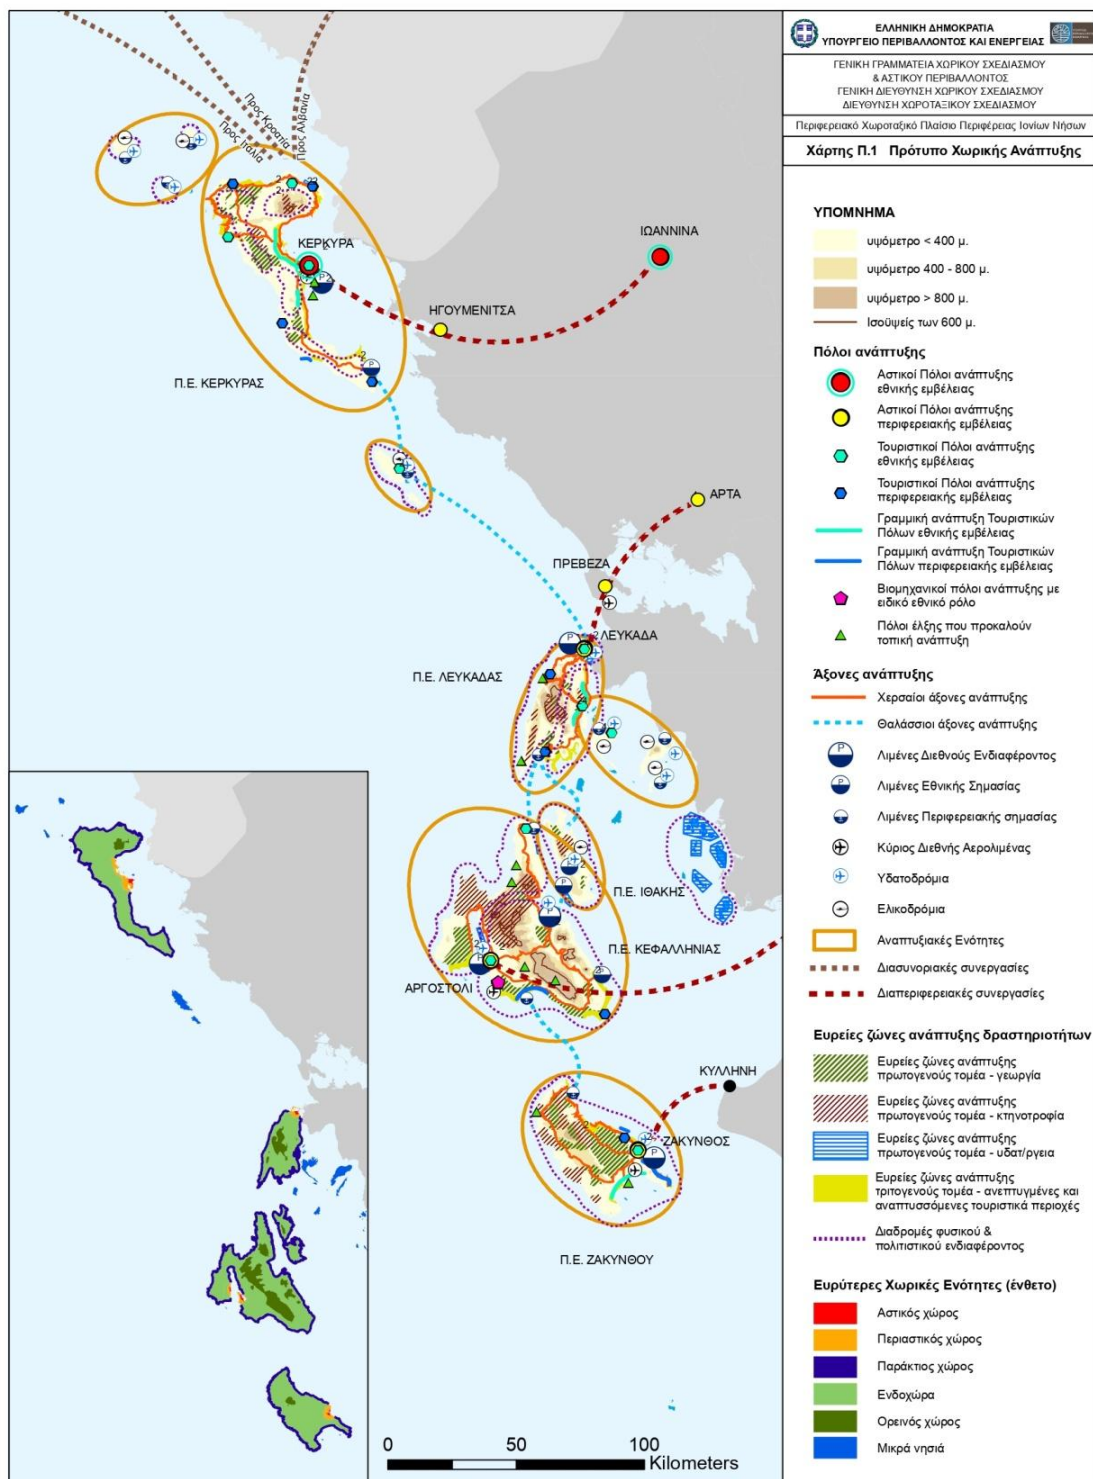 ΕΛΛΗΝΙΚΗ ΔΗΜΟΚΡΑΤΙΑ
ΥΠΟΥΡΓΕΙΟ ΠΕΡΙΒΑΛΛΟΝΤΟΣ ΚΑΙ ΕΝΕΡΓΕΙΑΣ
ΓΕΝΙΚΗ ΓΡΑΜΜΑΤΕΙΑ ΧΩΡΙΚΟΥ ΣΧΕΔΙΑΣΜΟΥ
& ΑΣΤΙΚΟΥ ΠΕΡΙΒΑΛΛΟΝΤΟΣ
ΓΕΝΙΚΗ ΔΙΕΥΘΥΝΣΗ ΧΩΡΙΚΟΥ ΣΧΕΔΙΑΣΜΟΥ
ΔΙΕΥΘΥΝΣΗ ΧΩΡΟΤΑΞΙΚΟΥ ΣΧΕΔΙΑΣΜΟΥ
Περιφερειακό Χωροταξικό Πλαίσιο Περιφέρειας Ιονίων Νήσων
Χάρτης Π.1 Πρότυπο Χωρικής Ανάπτυξης
Προς Ιταλία
Προς Κροατία
Προς Αλβανία
ΚΕΡΚΥΡΑ
ΙΩΑΝΝΙΝΑ
ΗΓΟΥΜΕΝΙΤΣΑ
Π.Ε. ΚΕΡΚΥΡΑΣ
ΑΡΤΑ
ΠΡΕΒΕΖΑ
ΛΕΥΚΑΔΑ
Π.Ε. ΛΕΥΚΑΔΑΣ
Π.Ε. ΙΘΑΚΗΣ
Π.Ε. ΚΕΦΑΛΛΗΝΙΑΣ
ΑΡΓΟΣΤΟΛΙ
ΚΥΛΛΗΝΗ
ΖΑΚΥΝΘΟΣ
Π.Ε. ΖΑΚΥΝΘΟΥ
0 50 100
Kilometers
ΥΠΟΜΝΗΜΑ
υψόμετρο < 400 μ.
υψόμετρο 400 - 800 μ.
υψόμετρο > 800 μ.
Ισοϋψείς των 600 μ.
Πόλοι ανάπτυξης
Αστικοί Πόλοι ανάπτυξης
εθνικής εμβέλειας
Αστικοί Πόλοι ανάπτυξης
περιφερειακής εμβέλειας
Τουριστικοί Πόλοι ανάπτυξης
εθνικής εμβέλειας
Τουριστικοί Πόλοι ανάπτυξης
περιφερειακής εμβέλειας
Γραμμική ανάπτυξη Τουριστικών
Πόλων εθνικής εμβέλειας
Γραμμική ανάπτυξη Τουριστικών
Πόλων περιφερειακής εμβέλειας
Βιομηχανικοί πόλοι ανάπτυξης με
ειδικό εθνικό ρόλο
Πόλοι έλξης που προκαλούν
τοπική ανάπτυξη
Άξονες ανάπτυξης
Χερσαίοι άξονες ανάπτυξης
Θαλάσσιοι άξονες ανάπτυξης
Λιμένες Διεθνούς Ενδιαφέροντος
Λιμένες Εθνικής Σημασίας
Λιμένες Περιφερειακής σημασίας
Κύριος Διεθνής Αερολιμένας
Υδατοδρόμια
Ελικοδρόμια
Αναπτυξιακές Ενότητες
Διασυνοριακές συνεργασίες
Διαπεριφερειακές συνεργασίες
Ευρείες ζώνες ανάπτυξης δραστηριοτήτων
Ευρείες ζώνες ανάπτυξης
πρωτογενούς τομέα - γεωργία
Ευρείες ζώνες ανάπτυξης
πρωτογενούς τομέα - κτηνοτροφία
Ευρείες ζώνες ανάπτυξης
πρωτογενούς τομέα - υδατ/ργεια
Ευρείες ζώνες ανάπτυξης
τριτογενούς τομέα - ανεπτυγμένες και
αναπτυσσόμενες τουριστικά περιοχές
Διαδρομές φυσικού &
πολιτιστικού ενδιαφέροντος
Ευρύτερες Χωρικές Ενότητες (ένθετο)
Αστικός χώρος
Περιαστικός χώρος
Παράκτιος χώρος
Ενδοχώρα
Ορεινός χώρος
Μικρά νησιά